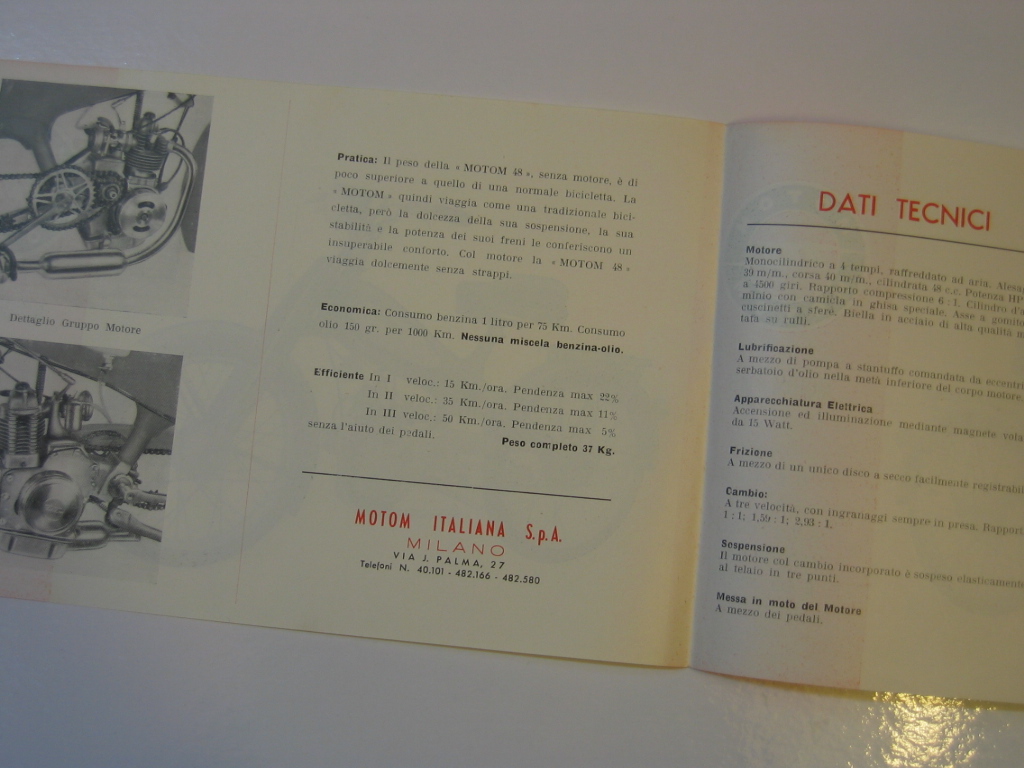 Dettaglio Gruppo Motore
Pratica: Il peso della « MOTOM 48 », senza motore, è di
poco superiore a quello di una normale bicicletta. La
« MOTOM » quindi viaggia come una tradizionale bici-
cletta, però la dolcezza della sua sospensione, la sua
stabilità e la potenza dei suoi freni le conferiscono un
insuperabile conforto. Col motore la « MOTOM 48 »
viaggia dolcemente senza strappi.
Economica: Consumo benzina 1 litro per 75 Km. Consumo
olio 150 gr. per 1000 Km. Nessuna miscela benzina-olio.
Efficiente In I veloc.: 15 Km./ora. Pendenza max 22%
In II veloc.: 35 Km./ora. Pendenza max 11%
In III veloc.: 50 Km./ora. Pendenza max 5%
senza l'aiuto dei pedali.
Peso completo 37 Kg.
MOTOM ITALIANA S.p.A.
MILANO
VIA J. PALMA, 27
Telefoni N. 40.101 - 482.166 - 482.580
DATI TECNICI
Motore
Monocilindrico a 4 tempi, raffreddato ad aria. Alesag
39 m/m., corsa 40 m/m., cilindrata 48 c.c. Potenza HP
a 4500 giri. Rapporto compressione 6 : 1. Cilindro d'a
minio con camicia in ghisa speciale. Asse a gomito
cuscinetti a sfere. Biella in acciaio di alta qualità m
tata su rulli.
Lubrificazione
A mezzo di pompa a stantuffo comandata da eccentri
serbatoio d'olio nella metà inferiore del corpo motore.
Apparecchiatura Elettrica
Accensione ed illuminazione mediante magnete vola
da 15 Watt.
Frizione
A mezzo di un unico disco a secco facilmente registrabil
Cambio:
A tre velocità, con ingranaggi sempre in presa. Rapport
1 : 1; 1,59 : 1; 2,93 : 1.
Sospensione
Il motore col cambio incorporato è sospeso elasticamente
al telaio in tre punti.
Messa in moto del Motore
A mezzo dei pedali.